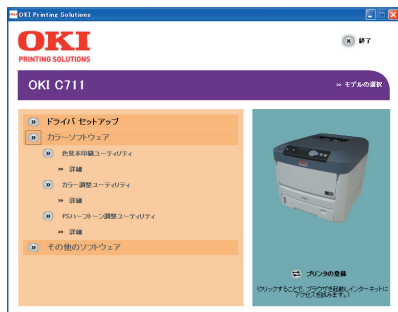 OKI Printing Solutions
OKI
PRINTING SOLUTIONS
終了
OKI C711
モデルの選択
ドライバ セットアップ
カラーソフトウェア
色見本印刷ユーティリティ
詳細
カラー調整ユーティリティ
詳細
PSハーフトーン調整ユーティリティ
詳細
その他のソフトウェア
プリンタの登録
(クリックすることで、ブラウザを起動しインターネットに
アクセスを試みます。)